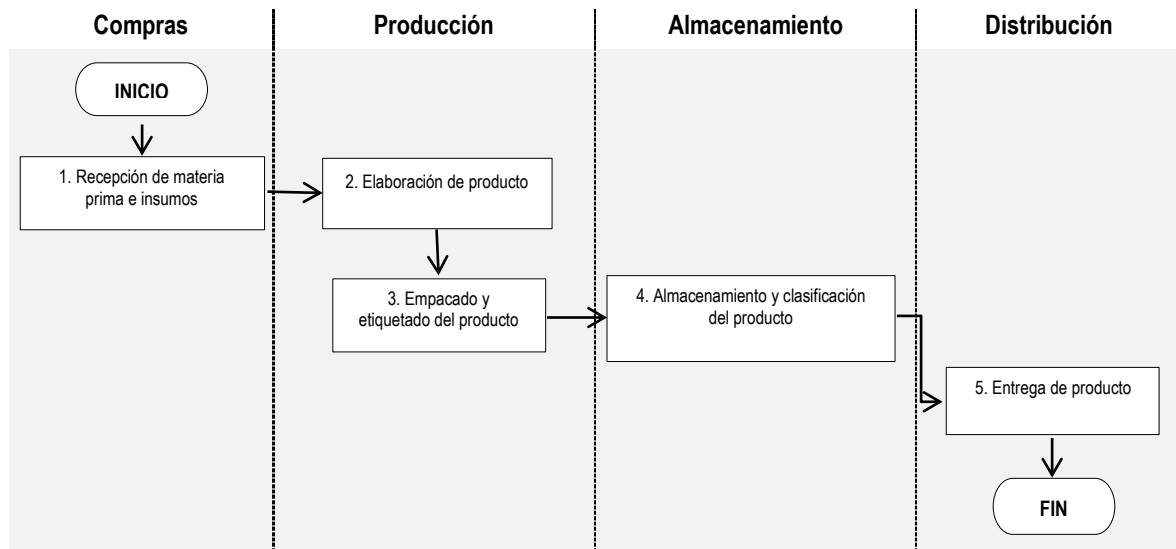 Compras
Producción
Almacenamiento
Distribución
INICIO
1. Recepción de materia
prima e insumos
2. Elaboración de producto
3. Empacado y
etiquetado del producto
4. Almacenamiento y clasificación
del producto
5. Entrega de producto
FIN